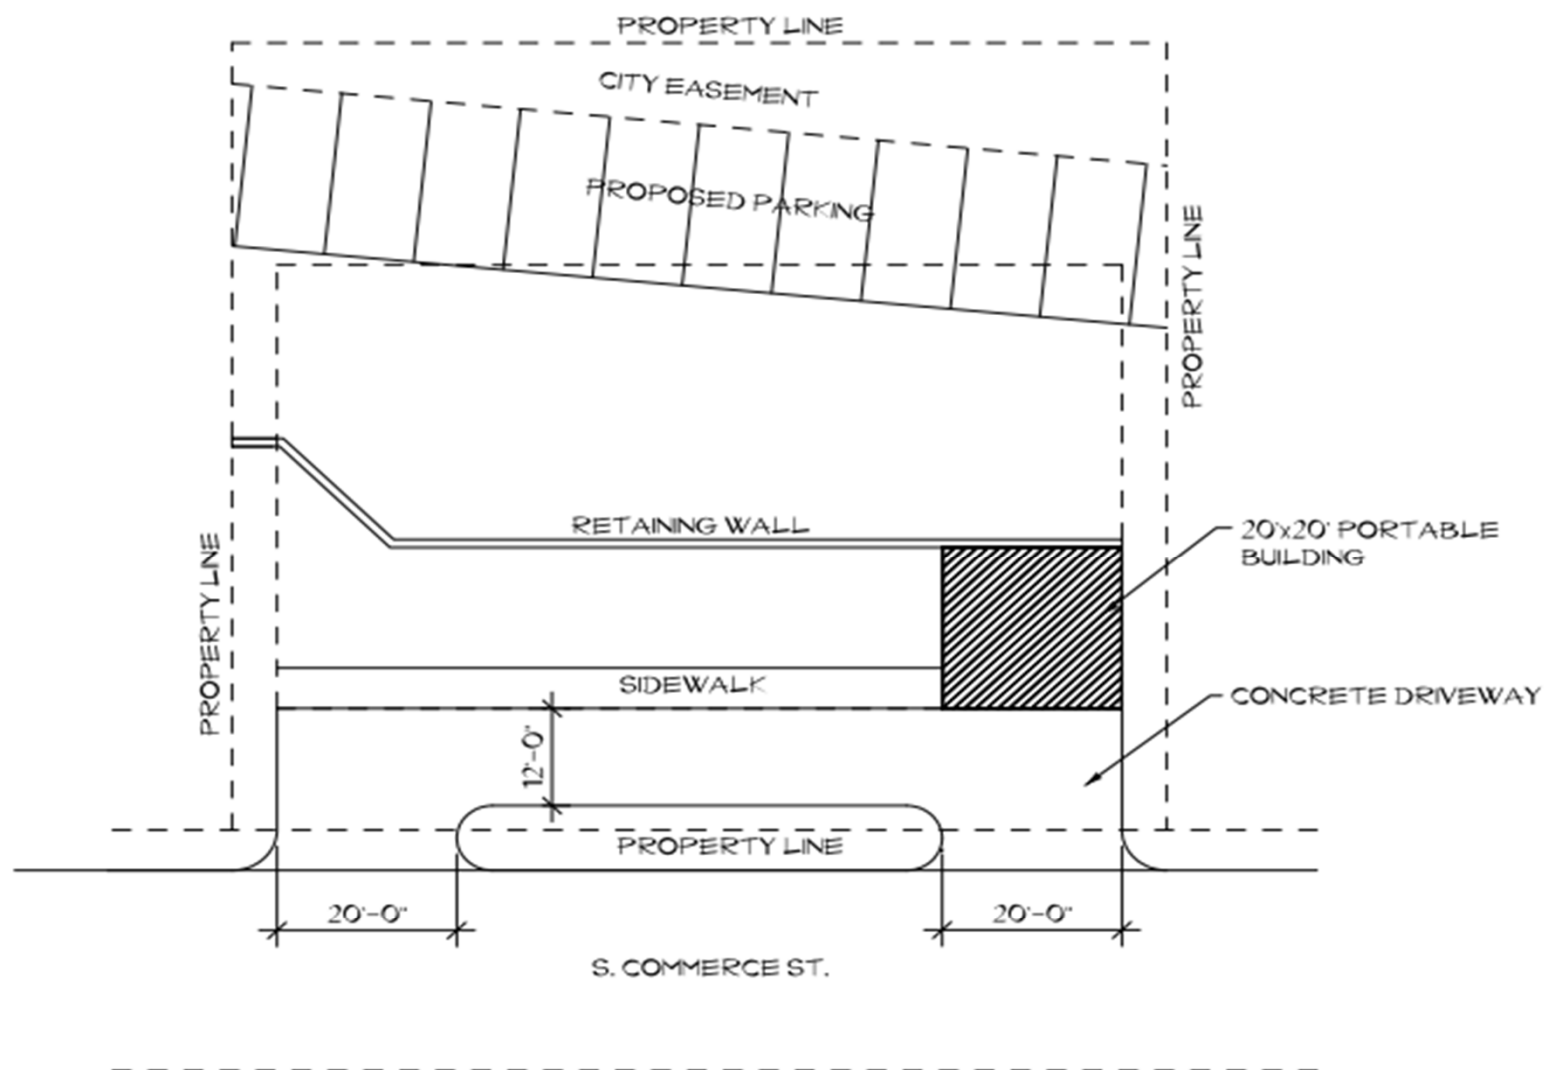 PROPERTY LINE
CITY EASEMENT
PROPOSED PARKING
PROPERTY LINE
RETAINING WALL
20'x20' PORTABLE
BUILDING
PROPERTY LINE
SIDEWALK
CONCRETE DRIVEWAY
12'-0"
PROPERTY LINE
20'-0"
20'-0"
S. COMMERCE ST.